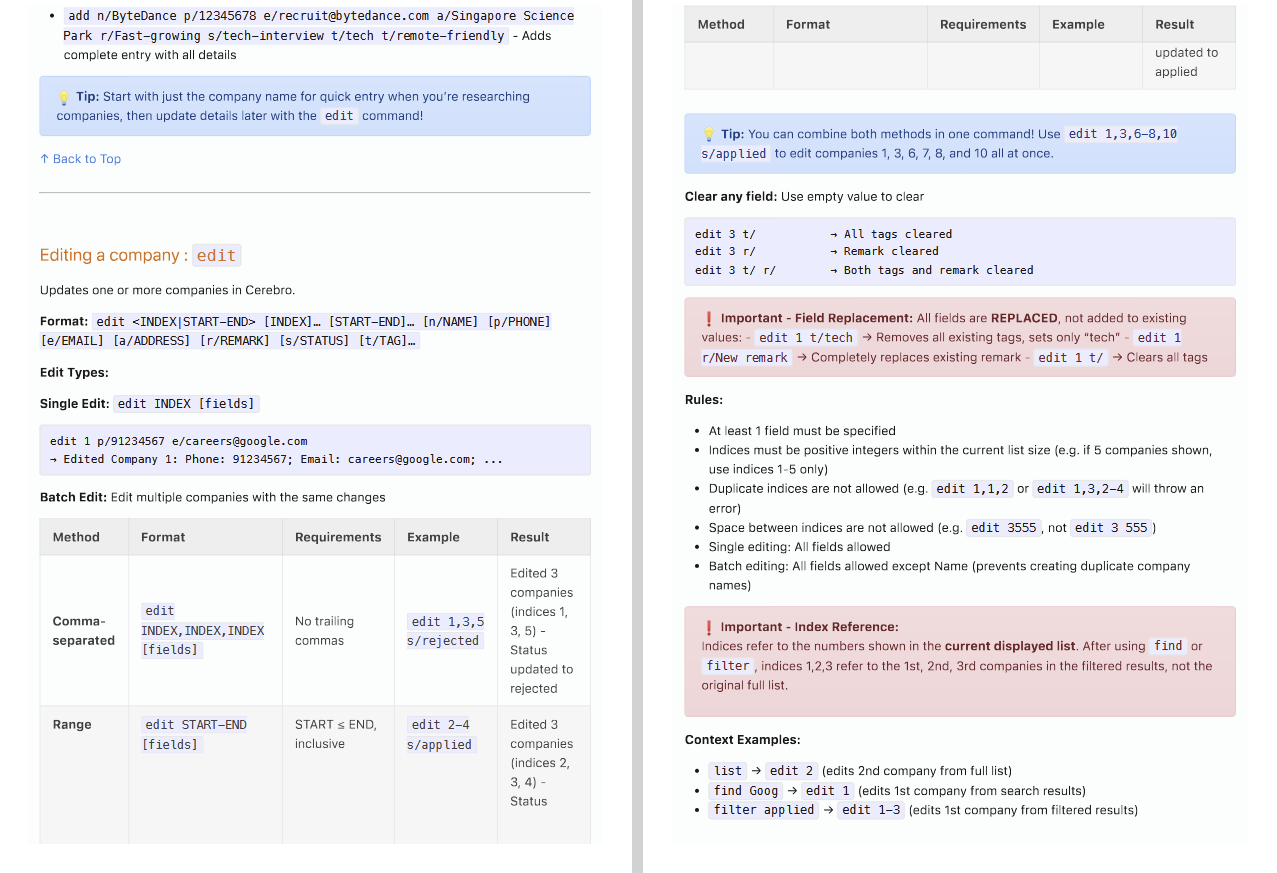 • add n/ByteDance p/12345678 e/recruit@bytedance.com a/Singapore Science
Park r/Fast-growing s/tech-interview t/tech t/remote-friendly - Adds
complete entry with all details
💡 Tip: Start with just the company name for quick entry when you're researching
companies, then update details later with the edit command!
↑ Back to Top
Editing a company : edit
Updates one or more companies in Cerebro.
Format: edit <INDEX|START-END> [INDEX]… [START-END]… [n/NAME] [p/PHONE]
[e/EMAIL] [a/ADDRESS] [r/REMARK] [s/STATUS] [t/TAG]…
Edit Types:
Single Edit: edit INDEX [fields]
edit 1 p/91234567 e/careers@google.com
→ Edited Company 1: Phone: 91234567; Email: careers@google.com; ...
Batch Edit: Edit multiple companies with the same changes
Method Format Requirements Example Result
Comma-
separated
edit
INDEX,INDEX,INDEX
[fields]
No trailing
commas
edit 1,3,5
s/rejected
Edited 3
companies
(indices 1,
3, 5) -
Status
updated to
rejected
Range
edit START-END
[fields]
START ≤ END,
inclusive
edit 2-4
s/applied
Edited 3
companies
(indices 2,
3, 4) -
Status
Method Format Requirements Example Result
updated to
applied
💡 Tip: You can combine both methods in one command! Use edit 1,3,6-8,10
s/applied to edit companies 1, 3, 6, 7, 8, and 10 all at once.
Clear any field: Use empty value to clear
edit 3 t/ → All tags cleared
edit 3 r/ → Remark cleared
edit 3 t/ r/ → Both tags and remark cleared
❗ Important - Field Replacement: All fields are REPLACED, not added to existing
values: - edit 1 t/tech → Removes all existing tags, sets only "tech" - edit 1
r/New remark → Completely replaces existing remark - edit 1 t/ → Clears all tags
Rules:
• At least 1 field must be specified
• Indices must be positive integers within the current list size (e.g. if 5 companies shown,
use indices 1-5 only)
• Duplicate indices are not allowed (e.g. edit 1,1,2 or edit 1,3,2-4 will throw an
error)
• Space between indices are not allowed (e.g. edit 3555, not edit 3 555)
• Single editing: All fields allowed
• Batch editing: All fields allowed except Name (prevents creating duplicate company
names)
❗ Important - Index Reference:
Indices refer to the numbers shown in the current displayed list. After using find or
filter, indices 1,2,3 refer to the 1st, 2nd, 3rd companies in the filtered results, not the
original full list.
Context Examples:
• list → edit 2 (edits 2nd company from full list)
• find Goog → edit 1 (edits 1st company from search results)
• filter applied → edit 1-3 (edits 1st company from filtered results)